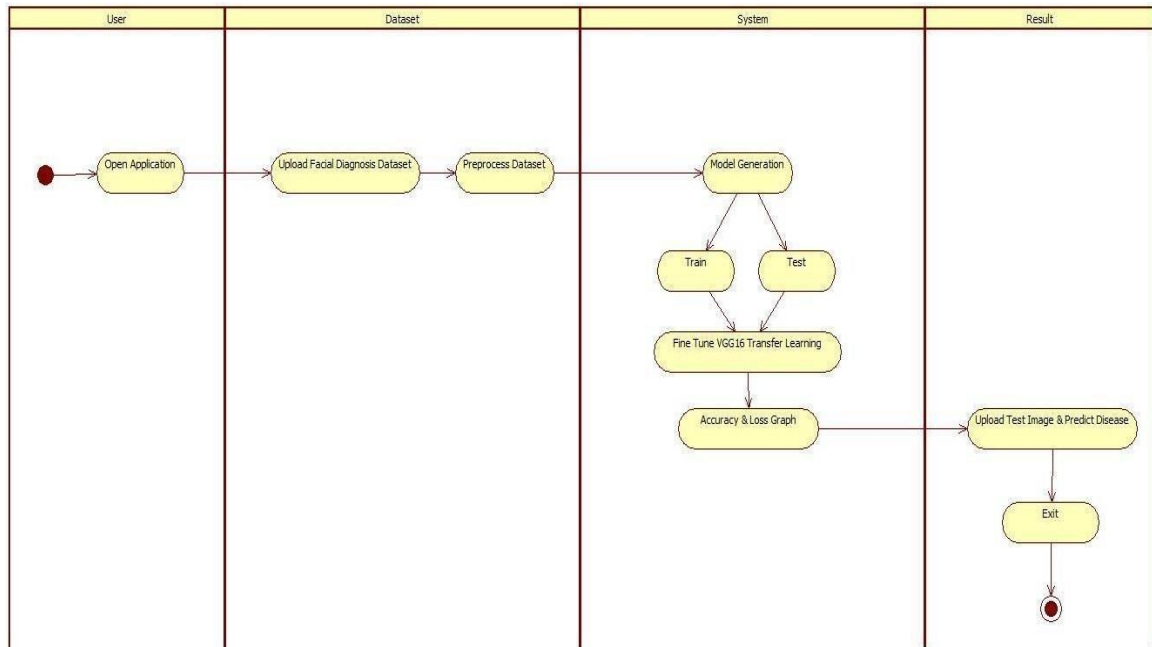 User
Dataset
System
Result
Open Application
Upload Facial Diagnosis Dataset
Preprocess Dataset
Model Generation
Train
Test
Fine Tune VGG16 Transfer Learning
Accuracy & Loss Graph
Upload Test Image & Predict Disease
Exit